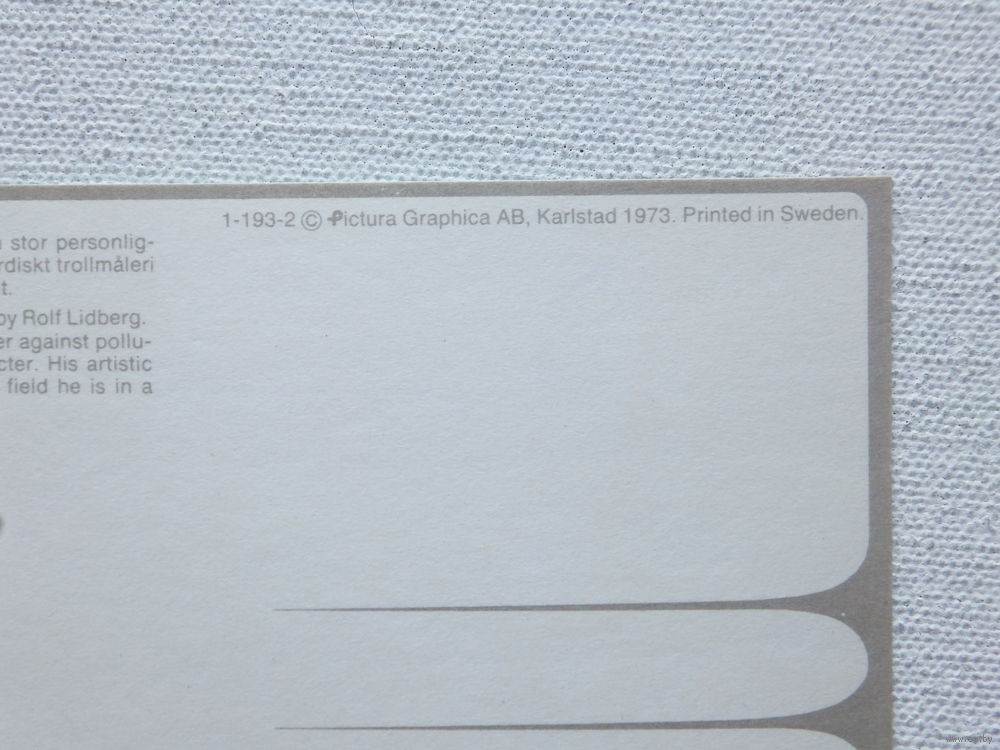 1-193-2 © Pictura Graphica AB, Karlstad 1973. Printed in Sweden.
stor personlig-
rdiskt trollmåleri
t.
by Rolf Lidberg.
er against pollu-
cter. His artistic
field he is in a